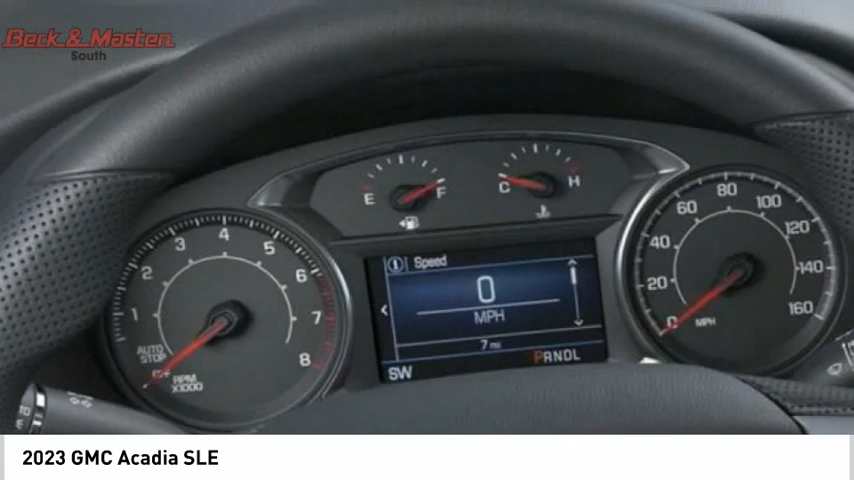 Beck & Masten
South
E F
C H
1 2 3 4 5 6 7 8
AUTO
STOP
OFF
RPM
X1000
Speed
0
MPH
7 mi
SW
PRNDL
0 20 40 60 80 100 120 140 160
MPH
2023 GMC Acadia SLE